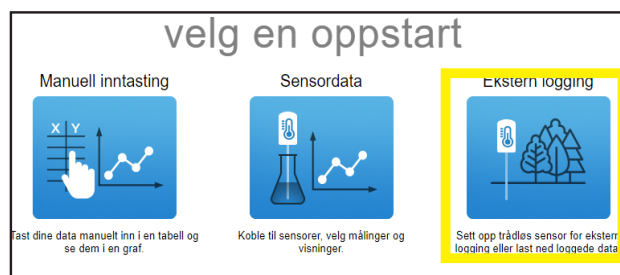 velg en oppstart
Manuell inntasting
Sensordata
Ekstern logging
X Y
Tast dine data manuelt inn i en tabell og
se dem i en graf.
Koble til sensorer, velg målinger og
visninger.
Sett opp trådløs sensor for ekstern
logging eller last ned loggede data